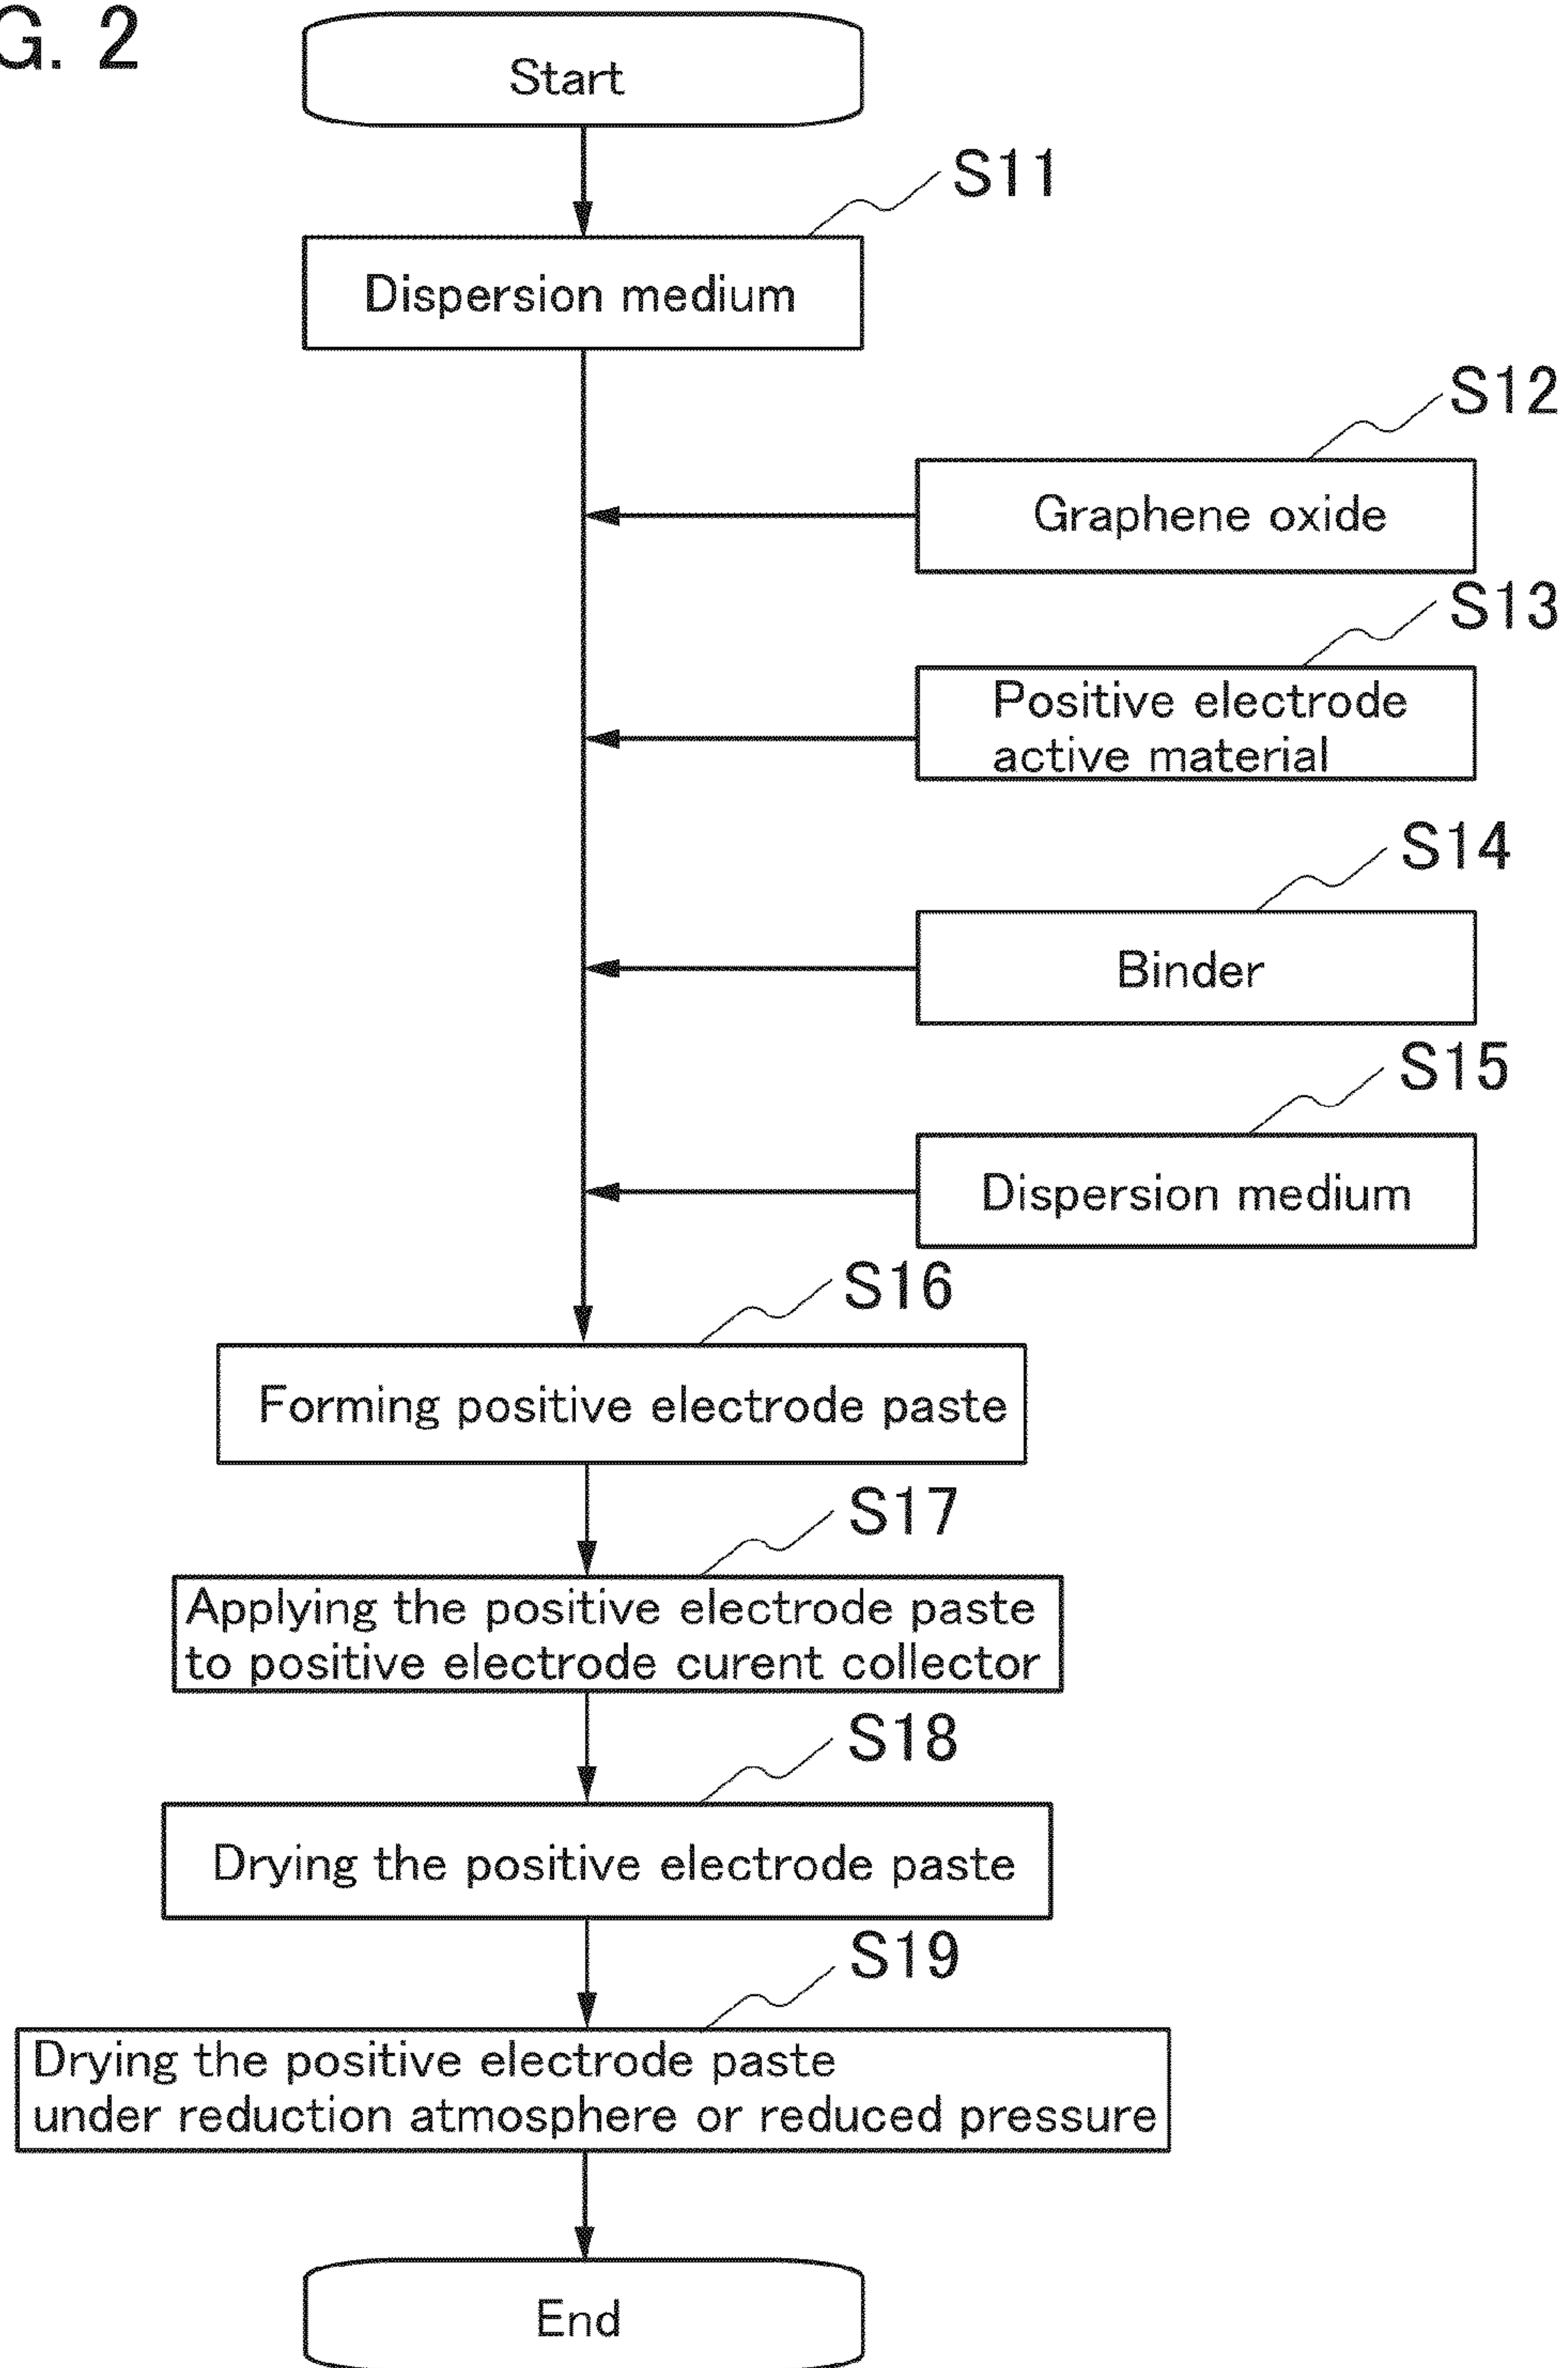 G. 2
Start
S11
Dispersion medium
S12
Graphene oxide
S13
Positive electrode
active material
S14
Binder
S15
Dispersion medium
S16
Forming positive electrode paste
S17
Applying the positive electrode paste
to positive electrode curent collector
S18
Drying the positive electrode paste
S19
Drying the positive electrode paste
under reduction atmosphere or reduced pressure
End